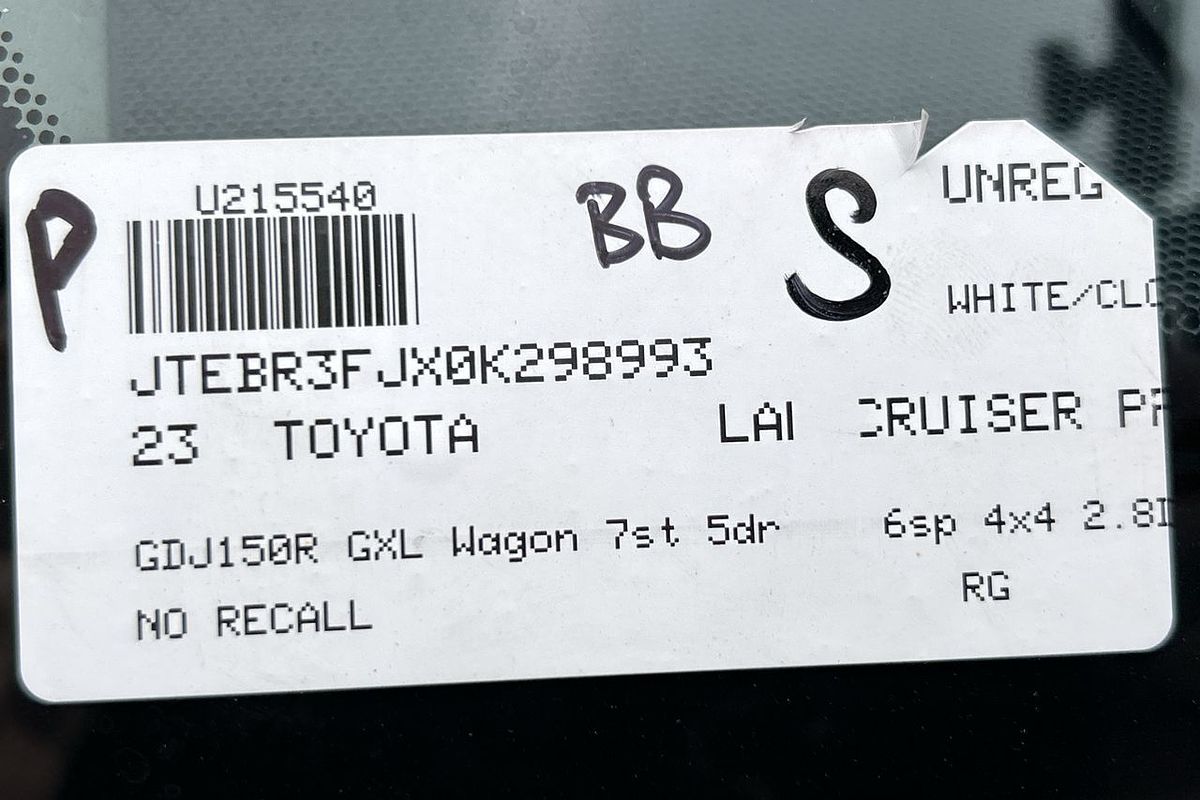 P U215540 BB S UNREG
WHITE/CLO
JTEBR3FJX0K298993
23 TOYOTA LAI CRUISER PR
GDJ150R GXL Wagon 7st 5dr 6sp 4x4 2.8D
RG
NO RECALL